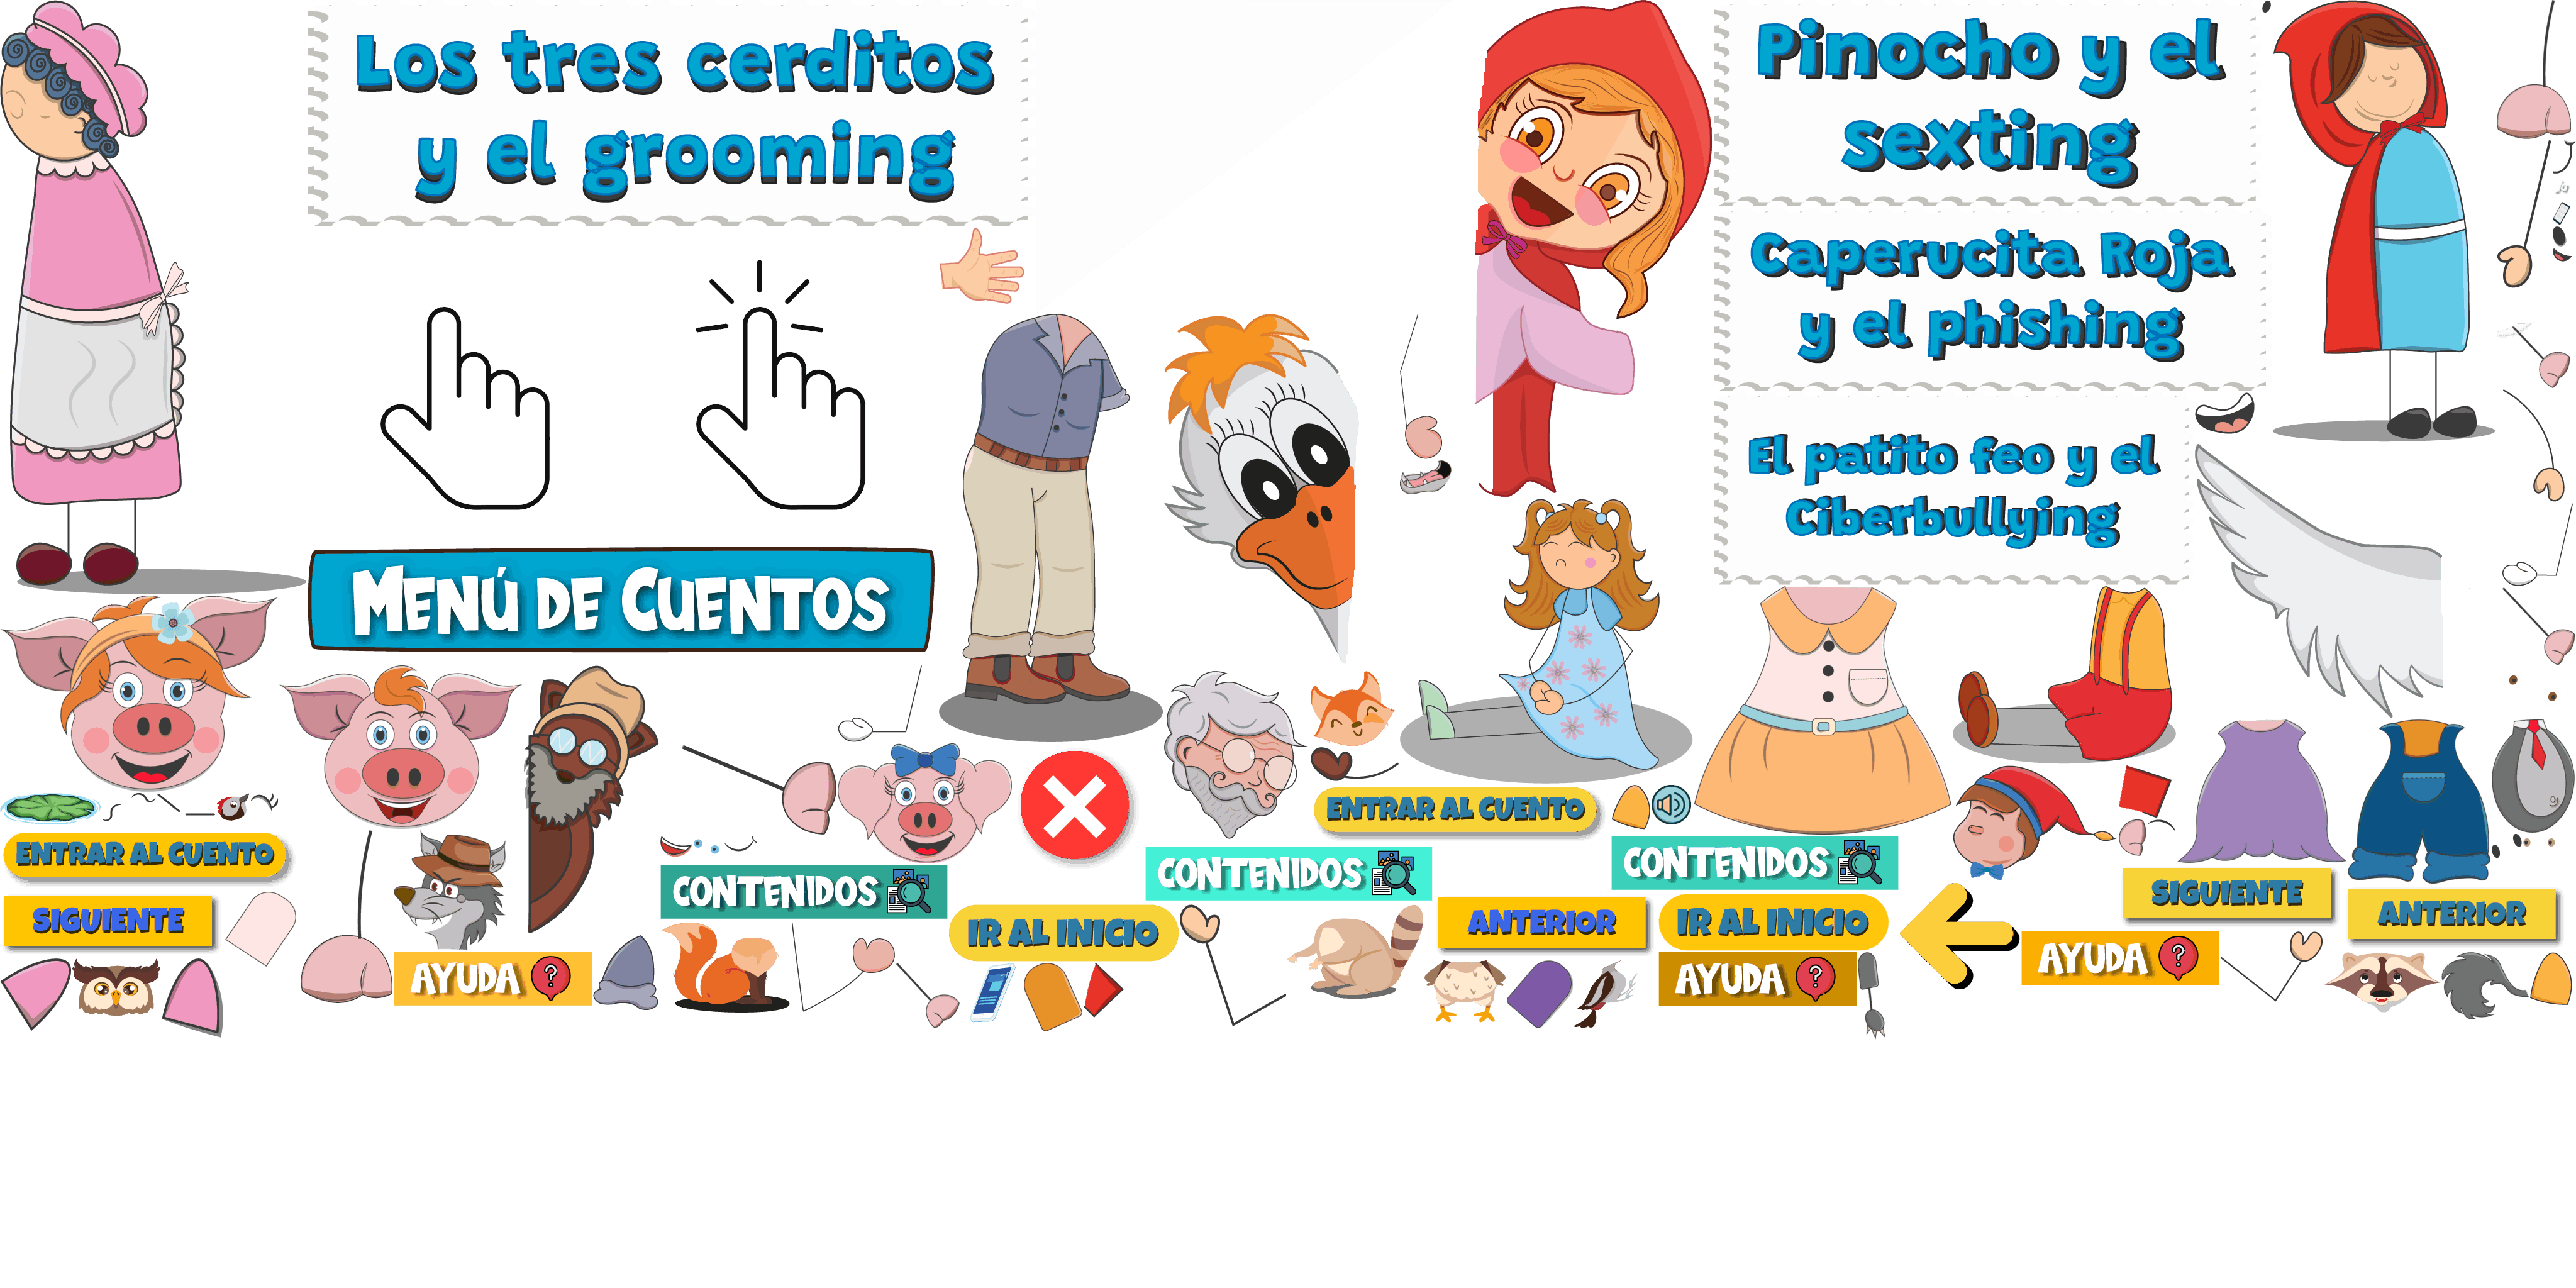 Los tres cerditos
y el grooming
Pinocho y el
sexting
Caperucita Roja
y el phishing
El patito feo y el
Ciberbullying
MENÚ DE CUENTOS
ENTRAR AL CUENTO
ENTRAR AL CUENTO
CONTENIDOS
CONTENIDOS
CONTENIDOS
SIGUIENTE
SIGUIENTE
ANTERIOR
ANTERIOR
IR AL INICIO
IR AL INICIO
AYUDA ?
AYUDA ?
AYUDA ?